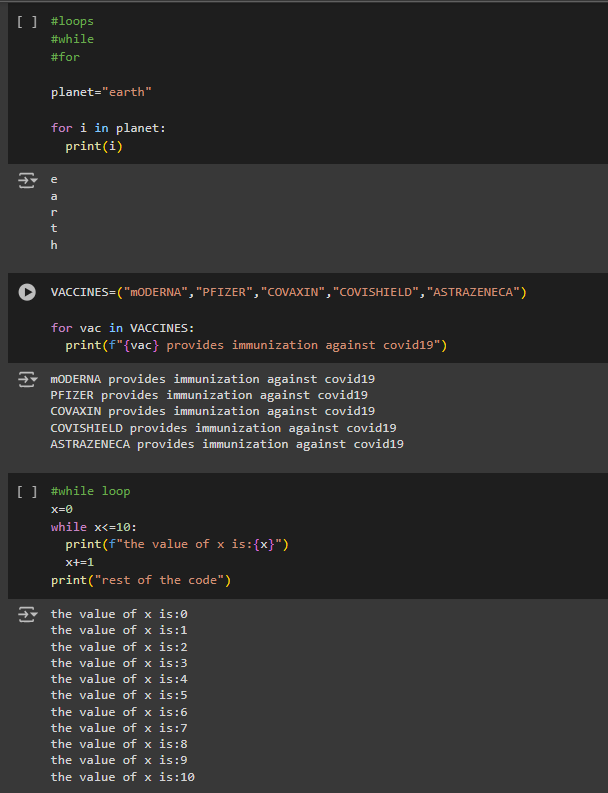 [ ] #loops
#while
#for
planet="earth"
for i in planet:
  print(i)
e
a
r
t
h
VACCINES=("mODERNA","PFIZER","COVAXIN","COVISHIELD","ASTRAZENECA")
for vac in VACCINES:
  print(f"{vac} provides immunization against covid19")
mODERNA provides immunization against covid19
PFIZER provides immunization against covid19
COVAXIN provides immunization against covid19
COVISHIELD provides immunization against covid19
ASTRAZENECA provides immunization against covid19
[ ] #while loop
x=0
while x<=10:
  print(f"the value of x is:{x}")
  x+=1
print("rest of the code")
the value of x is:0
the value of x is:1
the value of x is:2
the value of x is:3
the value of x is:4
the value of x is:5
the value of x is:6
the value of x is:7
the value of x is:8
the value of x is:9
the value of x is:10